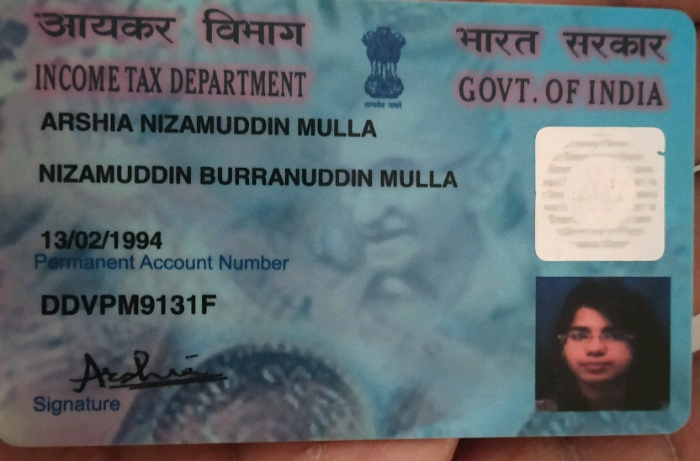 आयकर विभाग
भारत सरकार
INCOME TAX DEPARTMENT
GOVT. OF INDIA
सत्यमेव जयते
ARSHIA NIZAMUDDIN MULLA
NIZAMUDDIN BURRANUDDIN MULLA
13/02/1994
Permanent Account Number
DDVPM9131F
Arshia
Signature